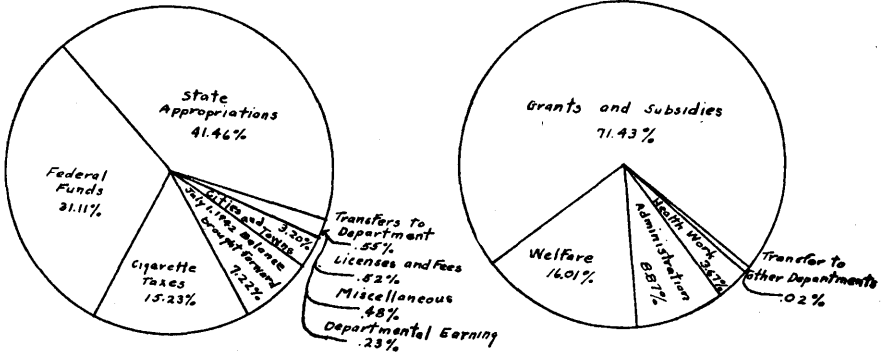 State
Appropriations
41.46%
Federal
Funds
31.11%
Cigarette
Taxes
15.23%
July 1, 1942 Balance
brought forward
7.22%
Cities and Towns
3.20%
Transfers to
Department
.55%
Licenses and Fees
.52%
Miscellaneous
.48%
Departmental Earning
.23%
Grants and Subsidies
71.43%
Welfare
16.01%
Administration
8.87%
Health Work
3.67%
Transfer to
Other Departments
.02%